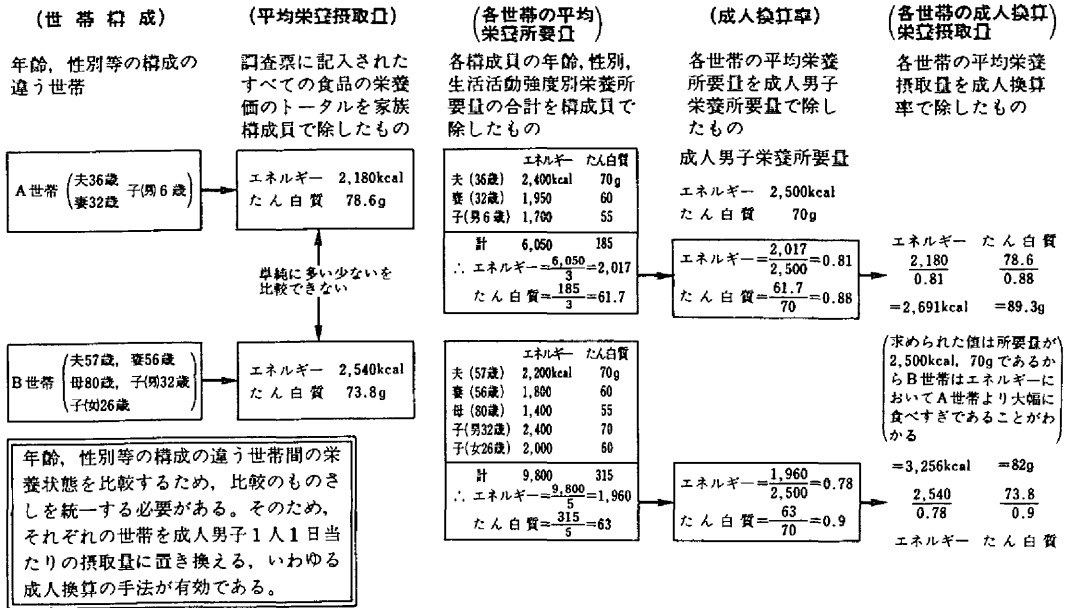 (世帯構成)
年齢，性別等の構成の
違う世帯
(平均栄養摂取量)
調査票に記入された
すべての食品の栄養
価のトータルを家族
構成員で除したもの
(各世帯の平均
栄養所要量)
各構成員の年齢，性別，
生活活動強度別栄養所
要量の合計を構成員で
除したもの
(成人換算率)
各世帯の平均栄養
所要量を成人男子
栄養所要量で除し
たもの
(各世帯の成人換算
栄養摂取量)
各世帯の平均栄養
摂取量を成人換算
率で除したもの
A世帯
夫36歳
妻32歳
子(男6歳)
エネルギー 2,180kcal
たん白質 78.6g
エネルギー たん白質
夫(36歳) 2,400kcal 70g
妻(32歳) 1,950 60
子(男6歳) 1,700 55
計 6,050 185
∴エネルギー=6,050/3=2,017
たん白質=185/3=61.7
成人男子栄養所要量
エネルギー 2,500kcal
たん白質 70g
エネルギー=2,017/2,500=0.81
たん白質=61.7/70=0.88
エネルギー たん白質
2,180/0.81 78.6/0.88
=2,691kcal =89.3g
単純に多い少ないを
比較できない
B世帯
夫57歳，妻56歳
母80歳，子(男)32歳
子(女)26歳
エネルギー 2,540kcal
たん白質 73.8g
エネルギー たん白質
夫(57歳) 2,200kcal 70g
妻(56歳) 1,800 60
母(80歳) 1,400 55
子(男32歳) 2,400 70
子(女26歳) 2,000 60
計 9,800 315
∴エネルギー=9,800/5=1,960
たん白質=315/5=63
エネルギー=1,960/2,500=0.78
たん白質=63/70=0.9
(求められた値は所要量が
2,500kcal，70gであるか
らB世帯はエネルギーに
おいてA世帯より大幅に
食べすぎであることがわ
かる)
=3,256kcal =82g
2,540/0.78 73.8/0.9
エネルギー たん白質
年齢，性別等の構成の違う世帯間の栄
養状態を比較するため，比較のものさ
しを統一する必要がある。そのため，
それぞれの世帯を成人男子1人1日当
たりの摂取量に置き換える，いわゆる
成人換算の手法が有効である。